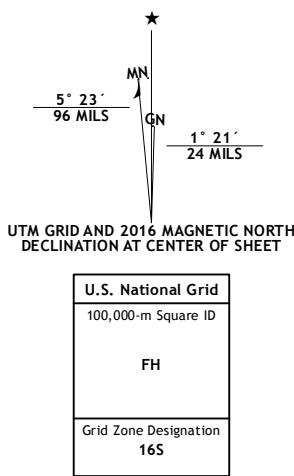 ★
MN
5° 23´
96 MILS
GN
1° 21´
24 MILS
UTM GRID AND 2016 MAGNETIC NORTH
DECLINATION AT CENTER OF SHEET
U.S. National Grid
100,000-m Square ID
FH
Grid Zone Designation
16S